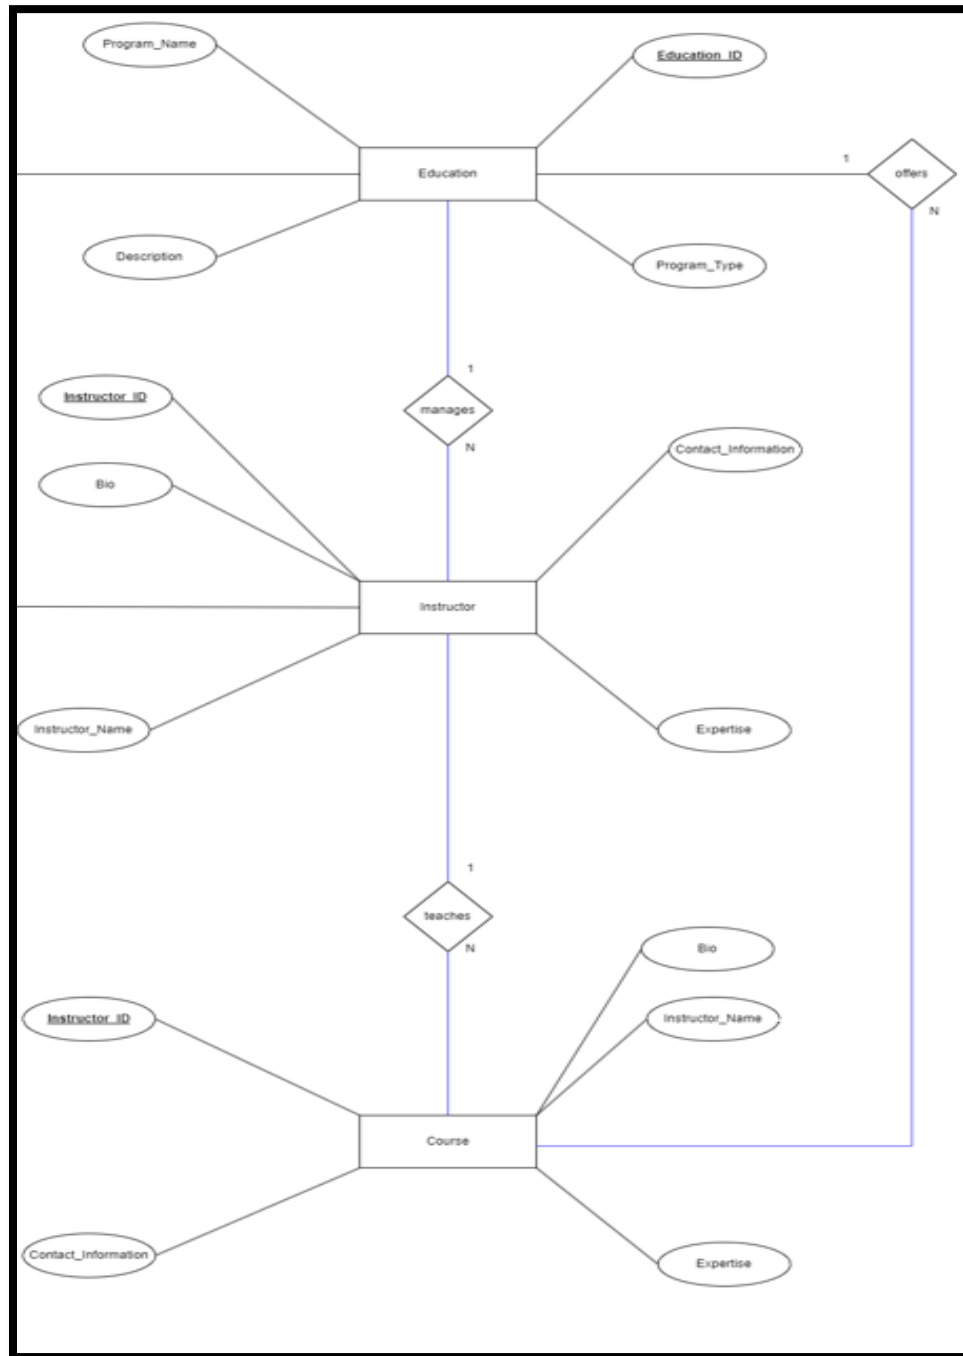 Program_Name
Education_ID
Education
1
offers
N
Description
Program_Type
1
Instructor_ID
manages
N
Contact_Information
Bio
Instructor
Instructor_Name
Expertise
1
teaches
N
Bio
Instructor_ID
Instructor_Name
Course
Contact_Information
Expertise